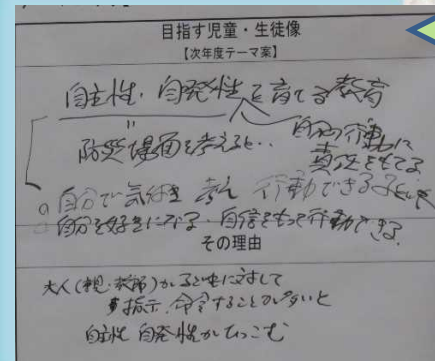 目指す児童・生徒像
【次年度テーマ案】
自主性・自発性を育てる教育
防災場面を考えると‥
自分の行動に
責任をもてる
自分で気付き 考え 行動できる子
自分を好きになる・自信をもって行動できる
その理由
大人(親・教師)が子どもに対して
指示、命令することが多いと
自主性 自発性がひっこむ